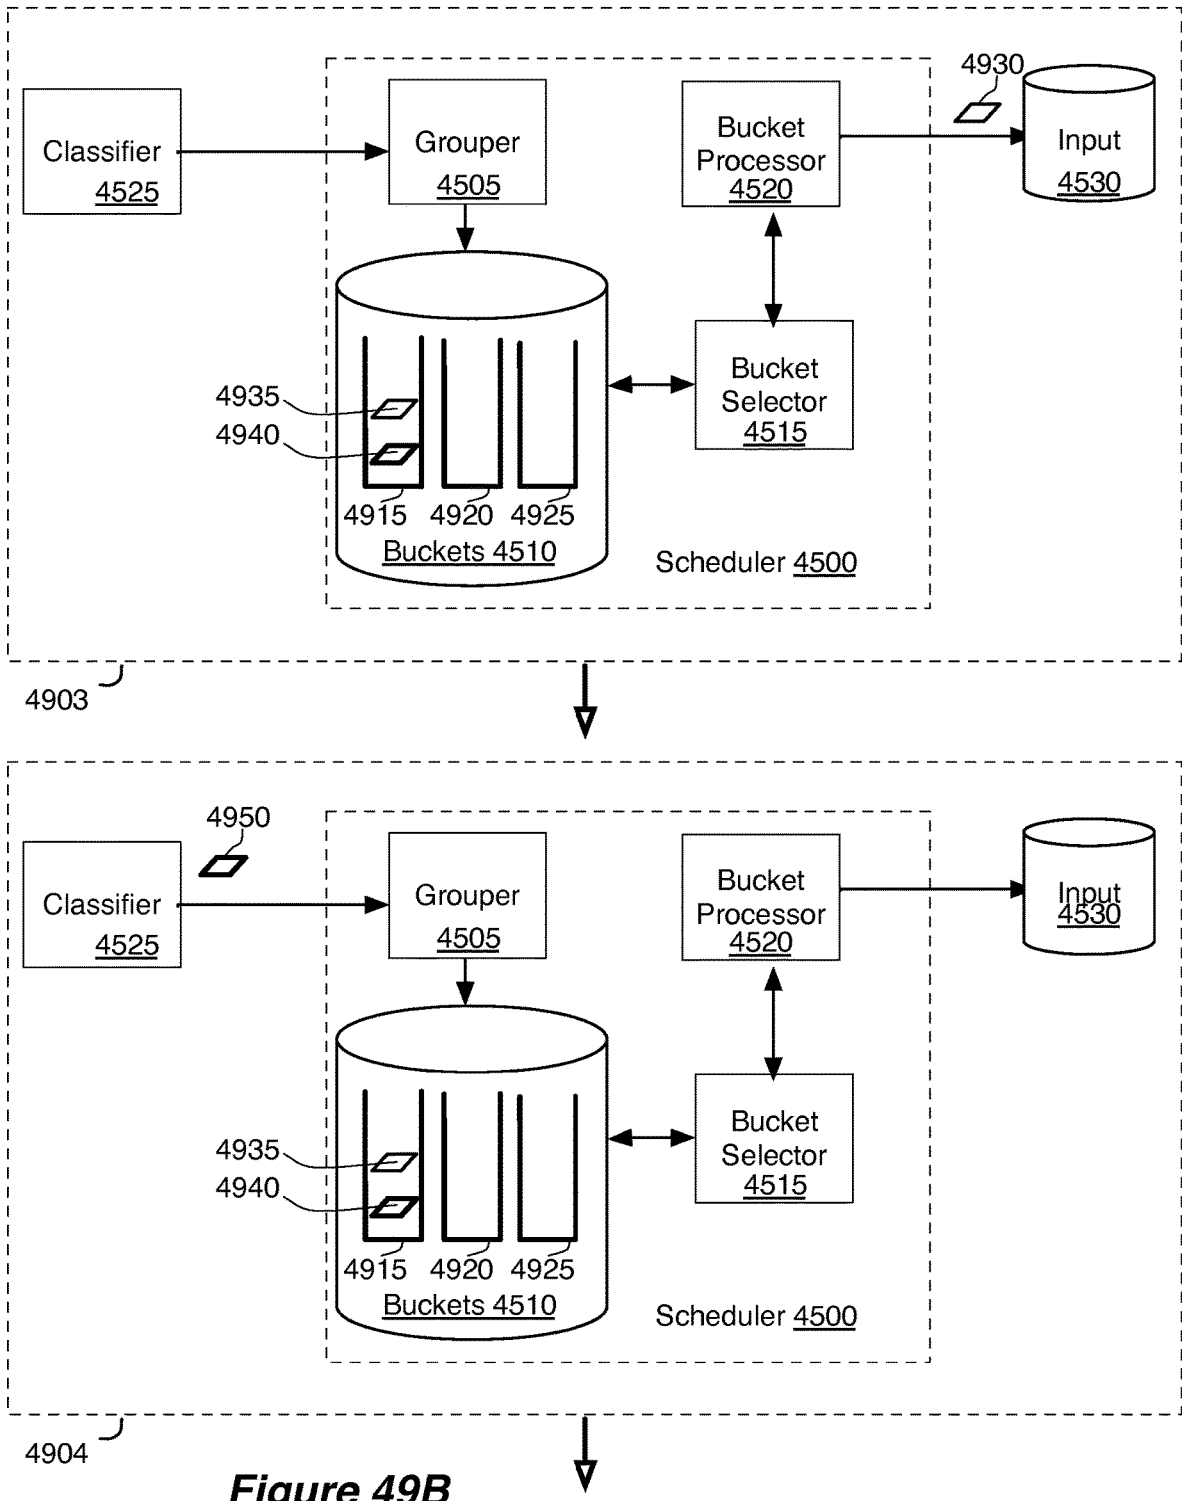 4930
Classifier
4525
Grouper
4505
Bucket
Processor
4520
Input
4530
Bucket
Selector
4515
4935
4940
4915 4920 4925
Buckets 4510
Scheduler 4500
4903
4950
Classifier
4525
Grouper
4505
Bucket
Processor
4520
Input
4530
Bucket
Selector
4515
4935
4940
4915 4920 4925
Buckets 4510
Scheduler 4500
4904
Figure 49B